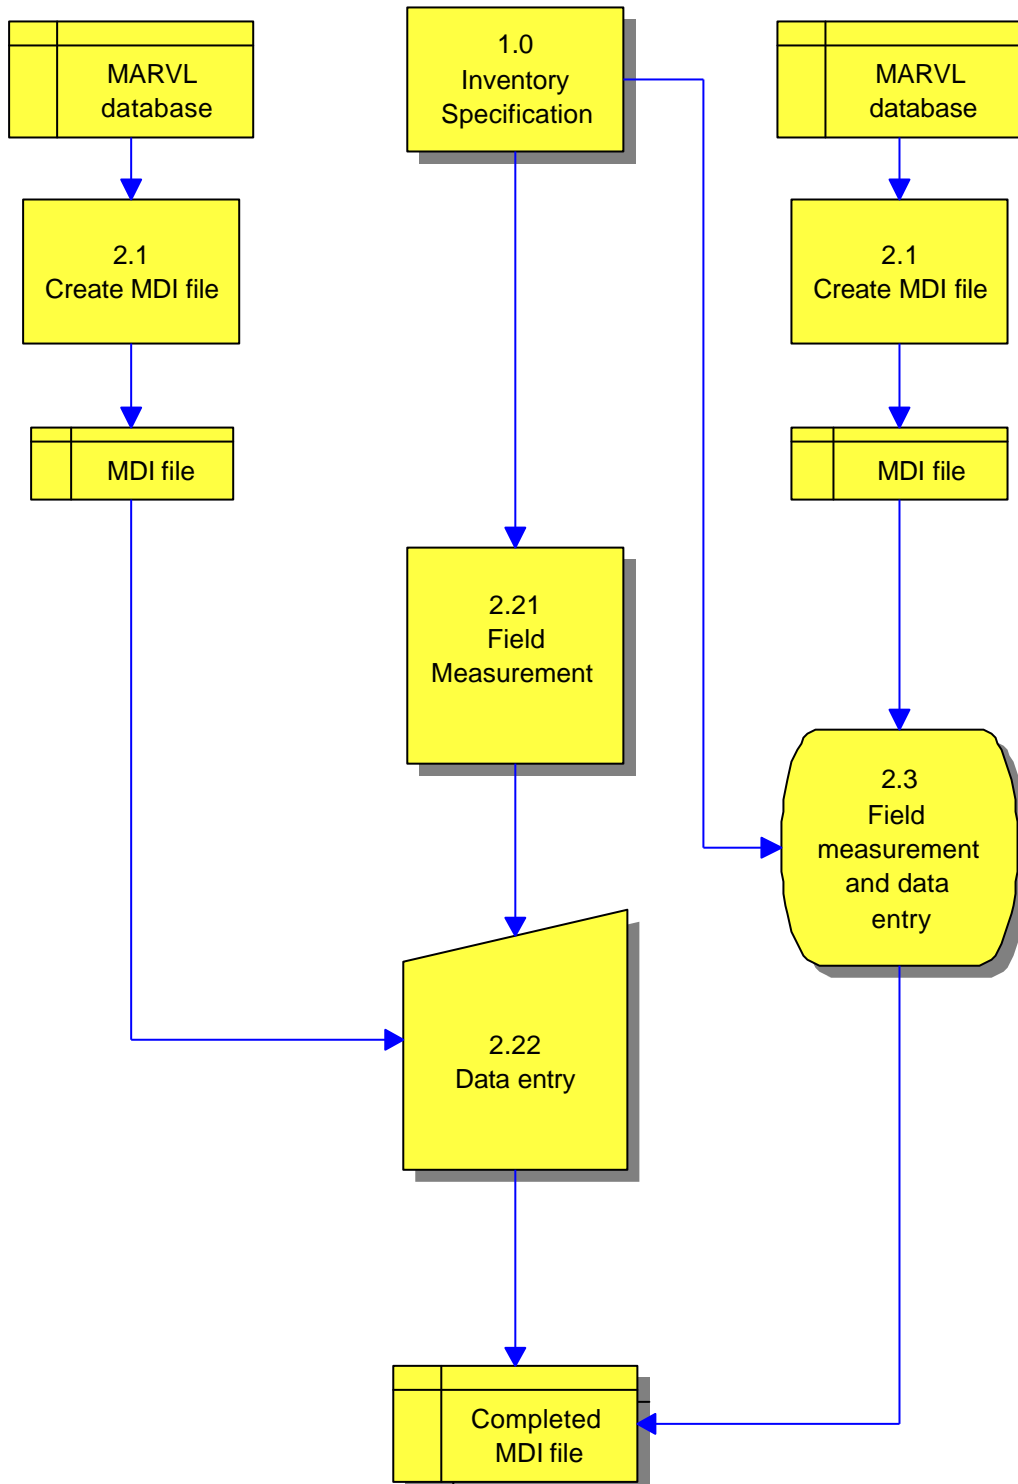 MARVL
database
1.0
Inventory
Specification
MARVL
database
2.1
Create MDI file
2.1
Create MDI file
MDI file
MDI file
2.21
Field
Measurement
2.3
Field
measurement
and data
entry
2.22
Data entry
Completed
MDI file